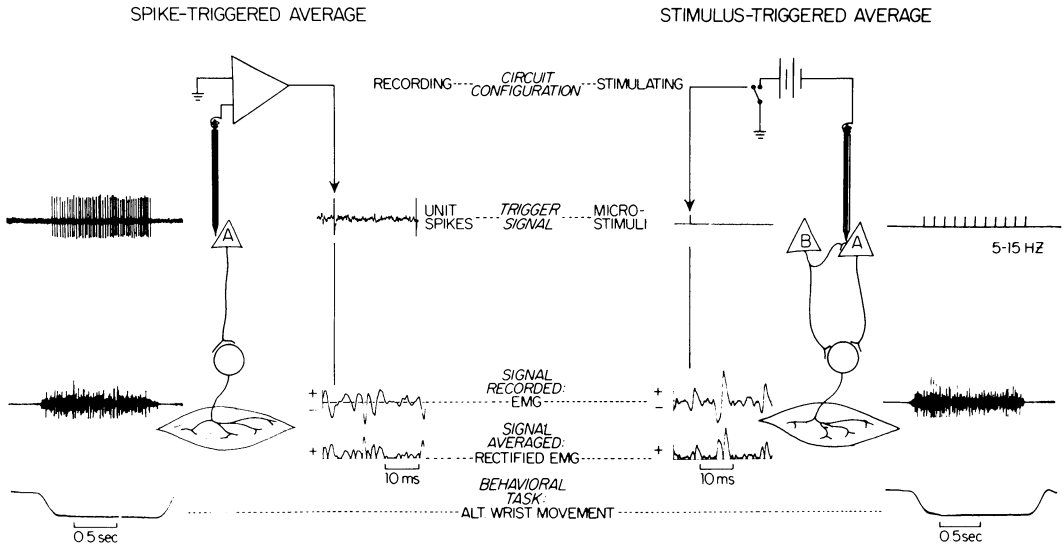 SPIKE-TRIGGERED AVERAGE
STIMULUS-TRIGGERED AVERAGE
RECORDING
CIRCUIT
CONFIGURATION
STIMULATING
UNIT
SPIKES
TRIGGER
SIGNAL
MICRO-
STIMULI
A
B
A
5-15 HZ
+
−
SIGNAL
RECORDED:
EMG
+
−
+
SIGNAL
AVERAGED:
RECTIFIED EMG
+
10 ms
10 ms
BEHAVIORAL
TASK:
ALT. WRIST MOVEMENT
0.5 sec
0.5 sec